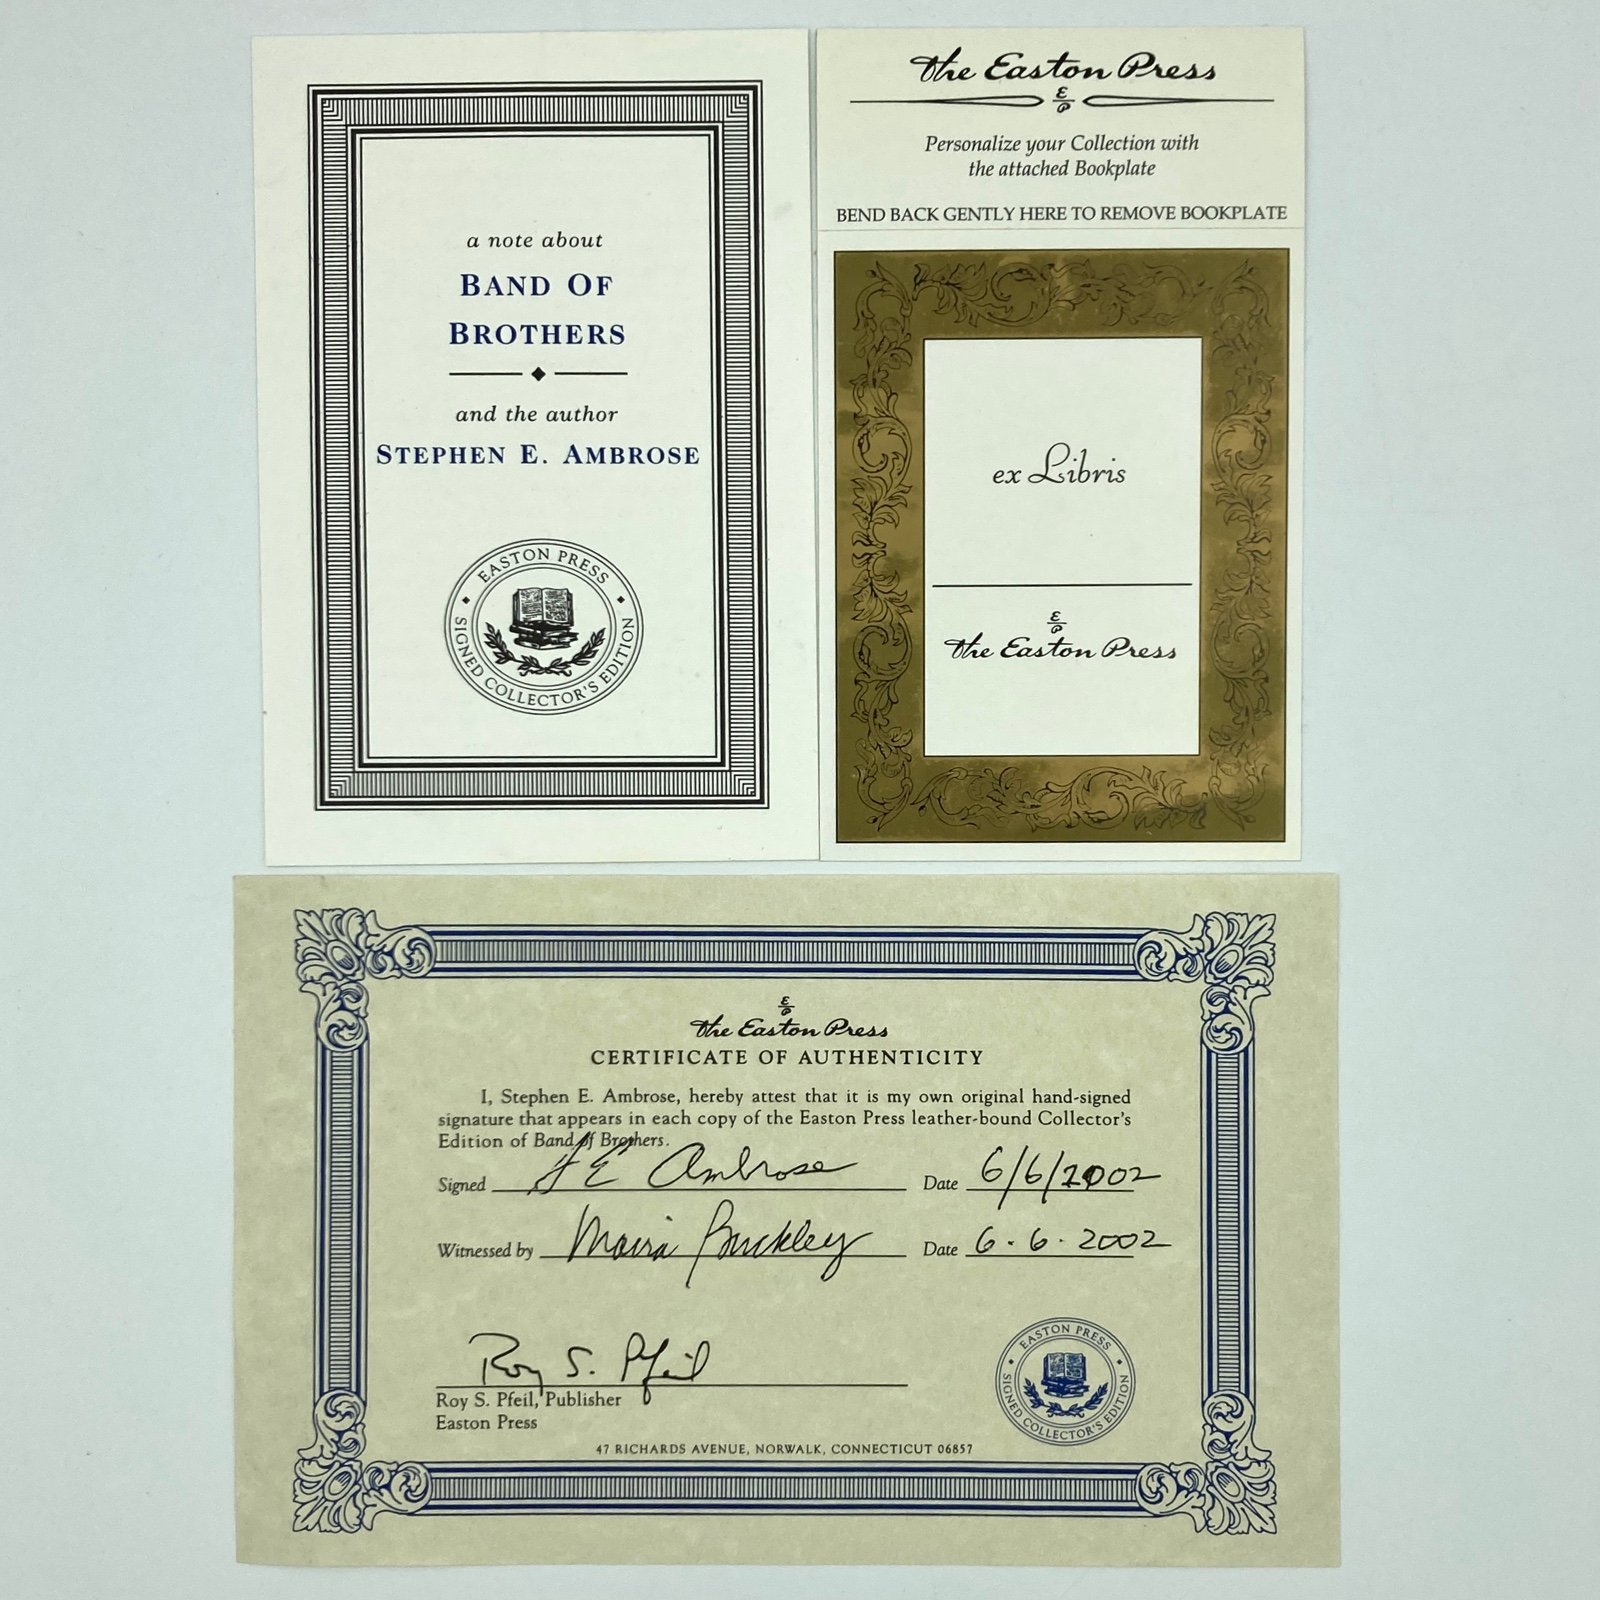 a note about
BAND OF
BROTHERS
and the author
STEPHEN E. AMBROSE
EASTON PRESS
SIGNED COLLECTOR'S EDITION
The Easton Press
E
P
Personalize your Collection with
the attached Bookplate
BEND BACK GENTLY HERE TO REMOVE BOOKPLATE
ex Libris
E
P
The Easton Press
E
P
The Easton Press
CERTIFICATE OF AUTHENTICITY
I, Stephen E. Ambrose, hereby attest that it is my own original hand-signed
signature that appears in each copy of the Easton Press leather-bound Collector's
Edition of Band of Brothers.
Signed S E Ambrose Date 6/6/2002
Witnessed by Moira Buckley Date 6.6.2002
Roy S. Pfeil
Roy S. Pfeil, Publisher
Easton Press
EASTON PRESS
SIGNED COLLECTOR'S EDITION
47 RICHARDS AVENUE, NORWALK, CONNECTICUT 06857